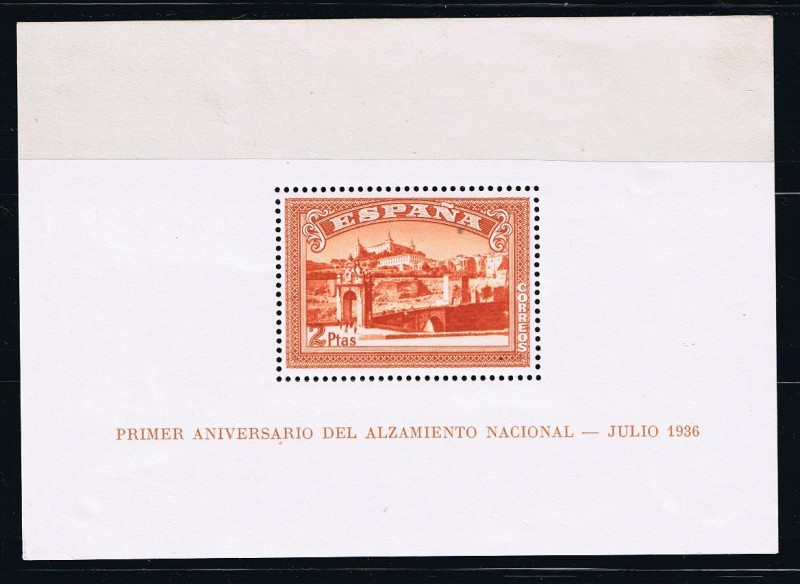 ESPAÑA
CORREOS
2 Ptas
PRIMER ANIVERSARIO DEL ALZAMIENTO NACIONAL — JULIO 1936